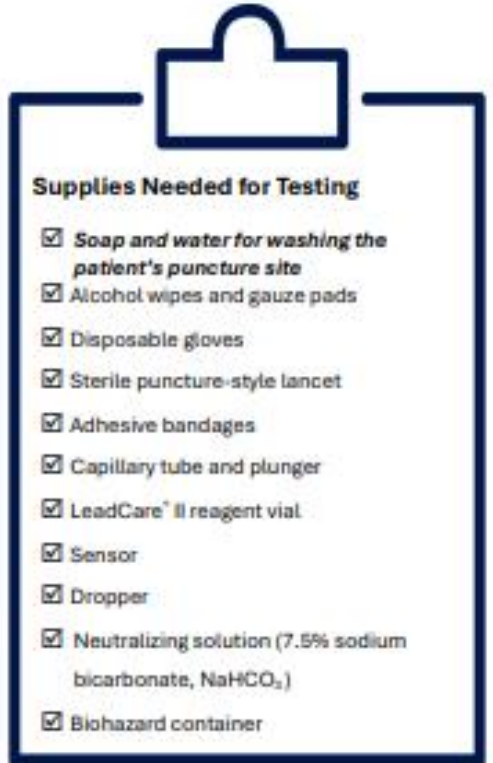 Supplies Needed for Testing
☑ Soap and water for washing the
patient's puncture site
☑ Alcohol wipes and gauze pads
☑ Disposable gloves
☑ Sterile puncture-style lancet
☑ Adhesive bandages
☑ Capillary tube and plunger
☑ LeadCare® II reagent vial
☑ Sensor
☑ Dropper
☑ Neutralizing solution (7.5% sodium
bicarbonate, NaHCO₃)
☑ Biohazard container